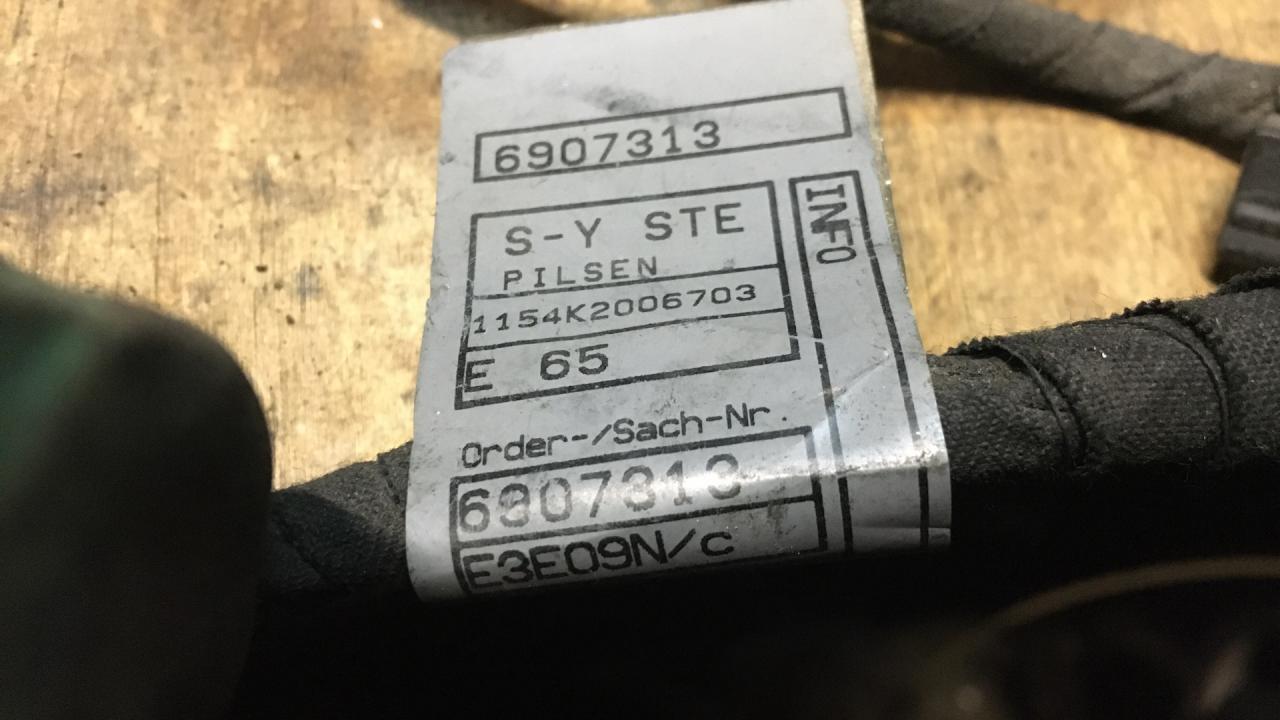 6907313
S-Y STE
PILSEN
1154K2006703
E 65
INFO
Order-/Sach-Nr.
6907313
E3E09N/c